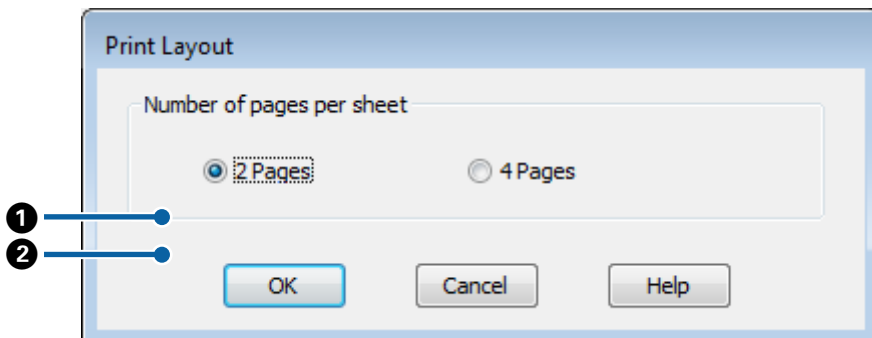 Print Layout
Number of pages per sheet
2 Pages 4 Pages
1
2
OK Cancel Help